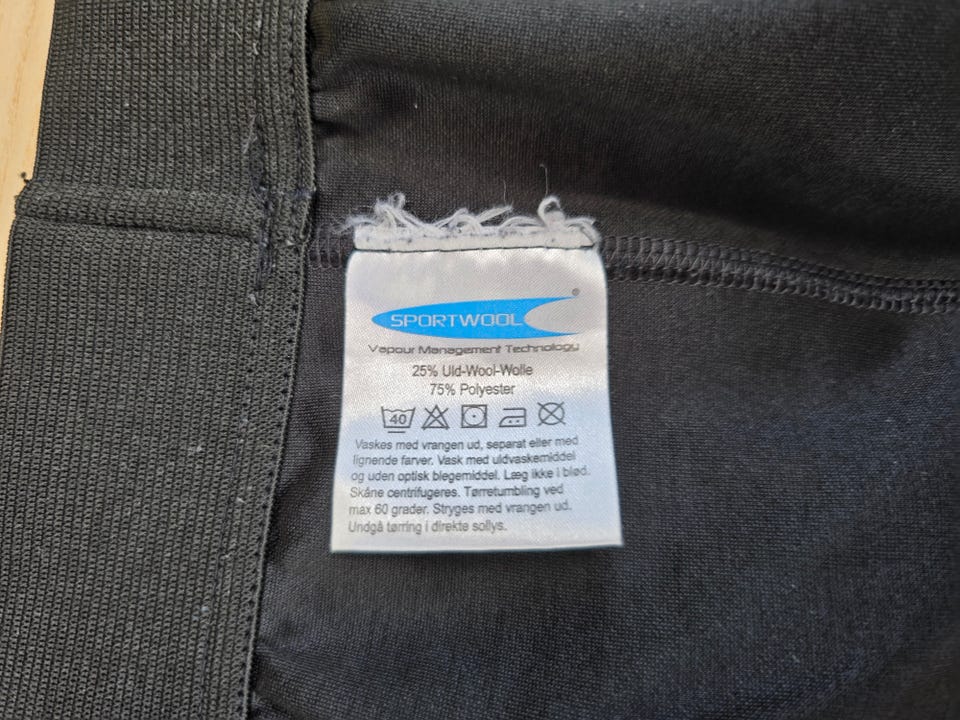 SPORTWOOL®
Vapour Management Technology
25% Uld-Wool-Wolle
75% Polyester
40
Vaskes med vrangen ud, separat eller med
lignende farver. Vask med uldvaskemiddel
og uden optisk blegemiddel. Læg ikke i blød.
Skåne centrifugeres. Tørretumbling ved
max 60 grader. Stryges med vrangen ud.
Undgå tørring i direkte sollys.